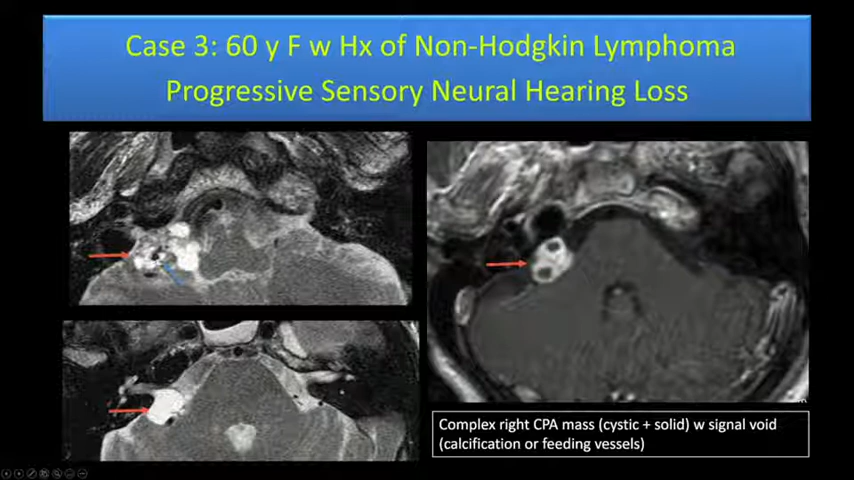 Case 3: 60 y F w Hx of Non-Hodgkin Lymphoma
Progressive Sensory Neural Hearing Loss
Complex right CPA mass (cystic + solid) w signal void
(calcification or feeding vessels)